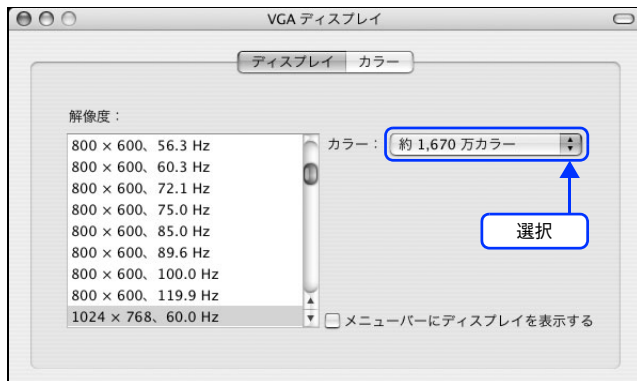 VGA ディスプレイ
ディスプレイ カラー
解像度：
カラー： 約 1,670 万カラー
800 × 600、56.3 Hz
800 × 600、60.3 Hz
800 × 600、72.1 Hz
800 × 600、75.0 Hz
800 × 600、85.0 Hz
800 × 600、89.6 Hz
800 × 600、100.0 Hz
800 × 600、119.9 Hz
1024 × 768、60.0 Hz
選択
メニューバーにディスプレイを表示する